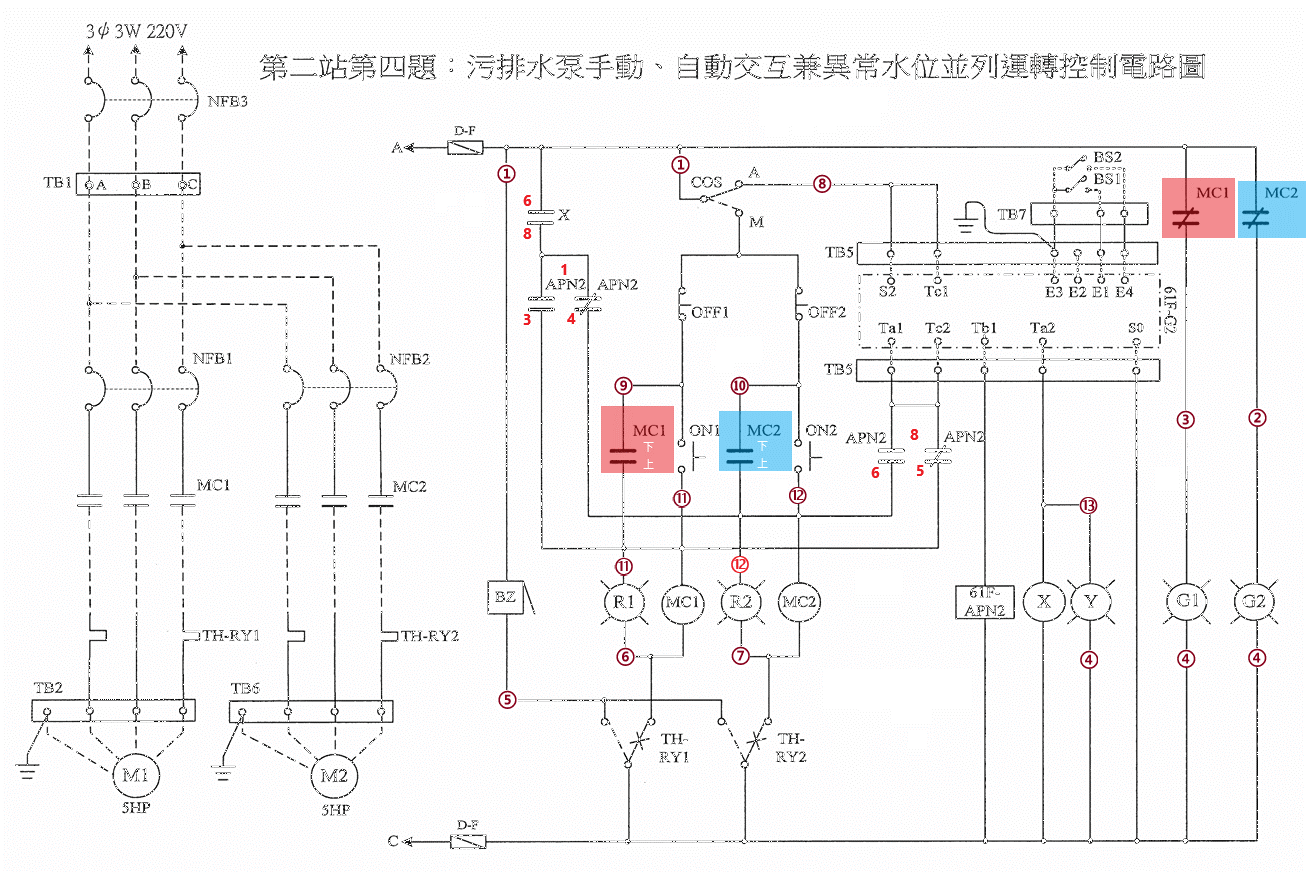 3ψ 3W 220V
第二站第四題：污排水泵手動、自動交互兼異常水位並列運轉控制電路圖
NFB3
D-F
A
TB1 A B C
① ①
COS A ⑧
M
BS2
BS1
TB7
MC1 MC2
6
X
8
TB5
S2 Tc1 E3 E2 E1 E4
61F-G2
1
APN2 APN2
3 4
OFF1 OFF2
Ta1 Tc2 Tb1 Ta2 S0
TB5
NFB1 NFB2
⑨ ⑩
③ ②
MC1 下 上 ON1
MC2 下 上 ON2
APN2 8 APN2
6 5
MC1 MC2
⑪ ⑫
⑬
⑪ ⑫
BZ R1 MC1 R2 MC2
61F-APN2
X Y G1 G2
TH-RY1 TH-RY2
⑥ ⑦ ④ ④ ④
TB2 TB6
⑤
TH-RY1 TH-RY2
M1 M2
5HP 5HP
D-F
C